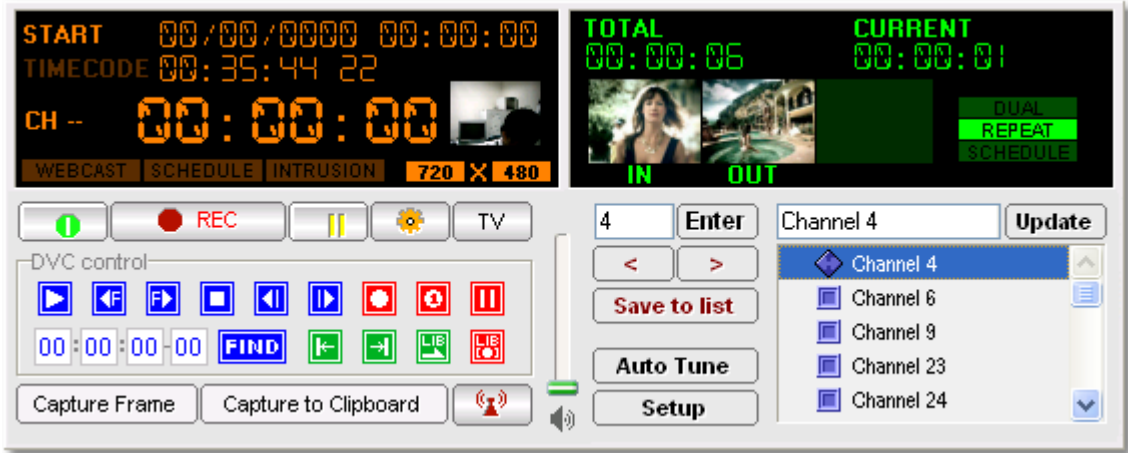 START 00/00/0000 00:00:00
TIMECODE 00:35:44 22
CH -- 00:00:00
WEBCAST SCHEDULE INTRUSION 720 X 480
TOTAL CURRENT
00:00:06 00:00:01
DUAL
REPEAT
SCHEDULE
IN OUT
REC TV
DVC control
F F
00:00:00-00 FIND LIB LIB
Capture Frame Capture to Clipboard
4 Enter Channel 4 Update
< >
Save to list
Auto Tune
Setup
Channel 4
Channel 6
Channel 9
Channel 23
Channel 24